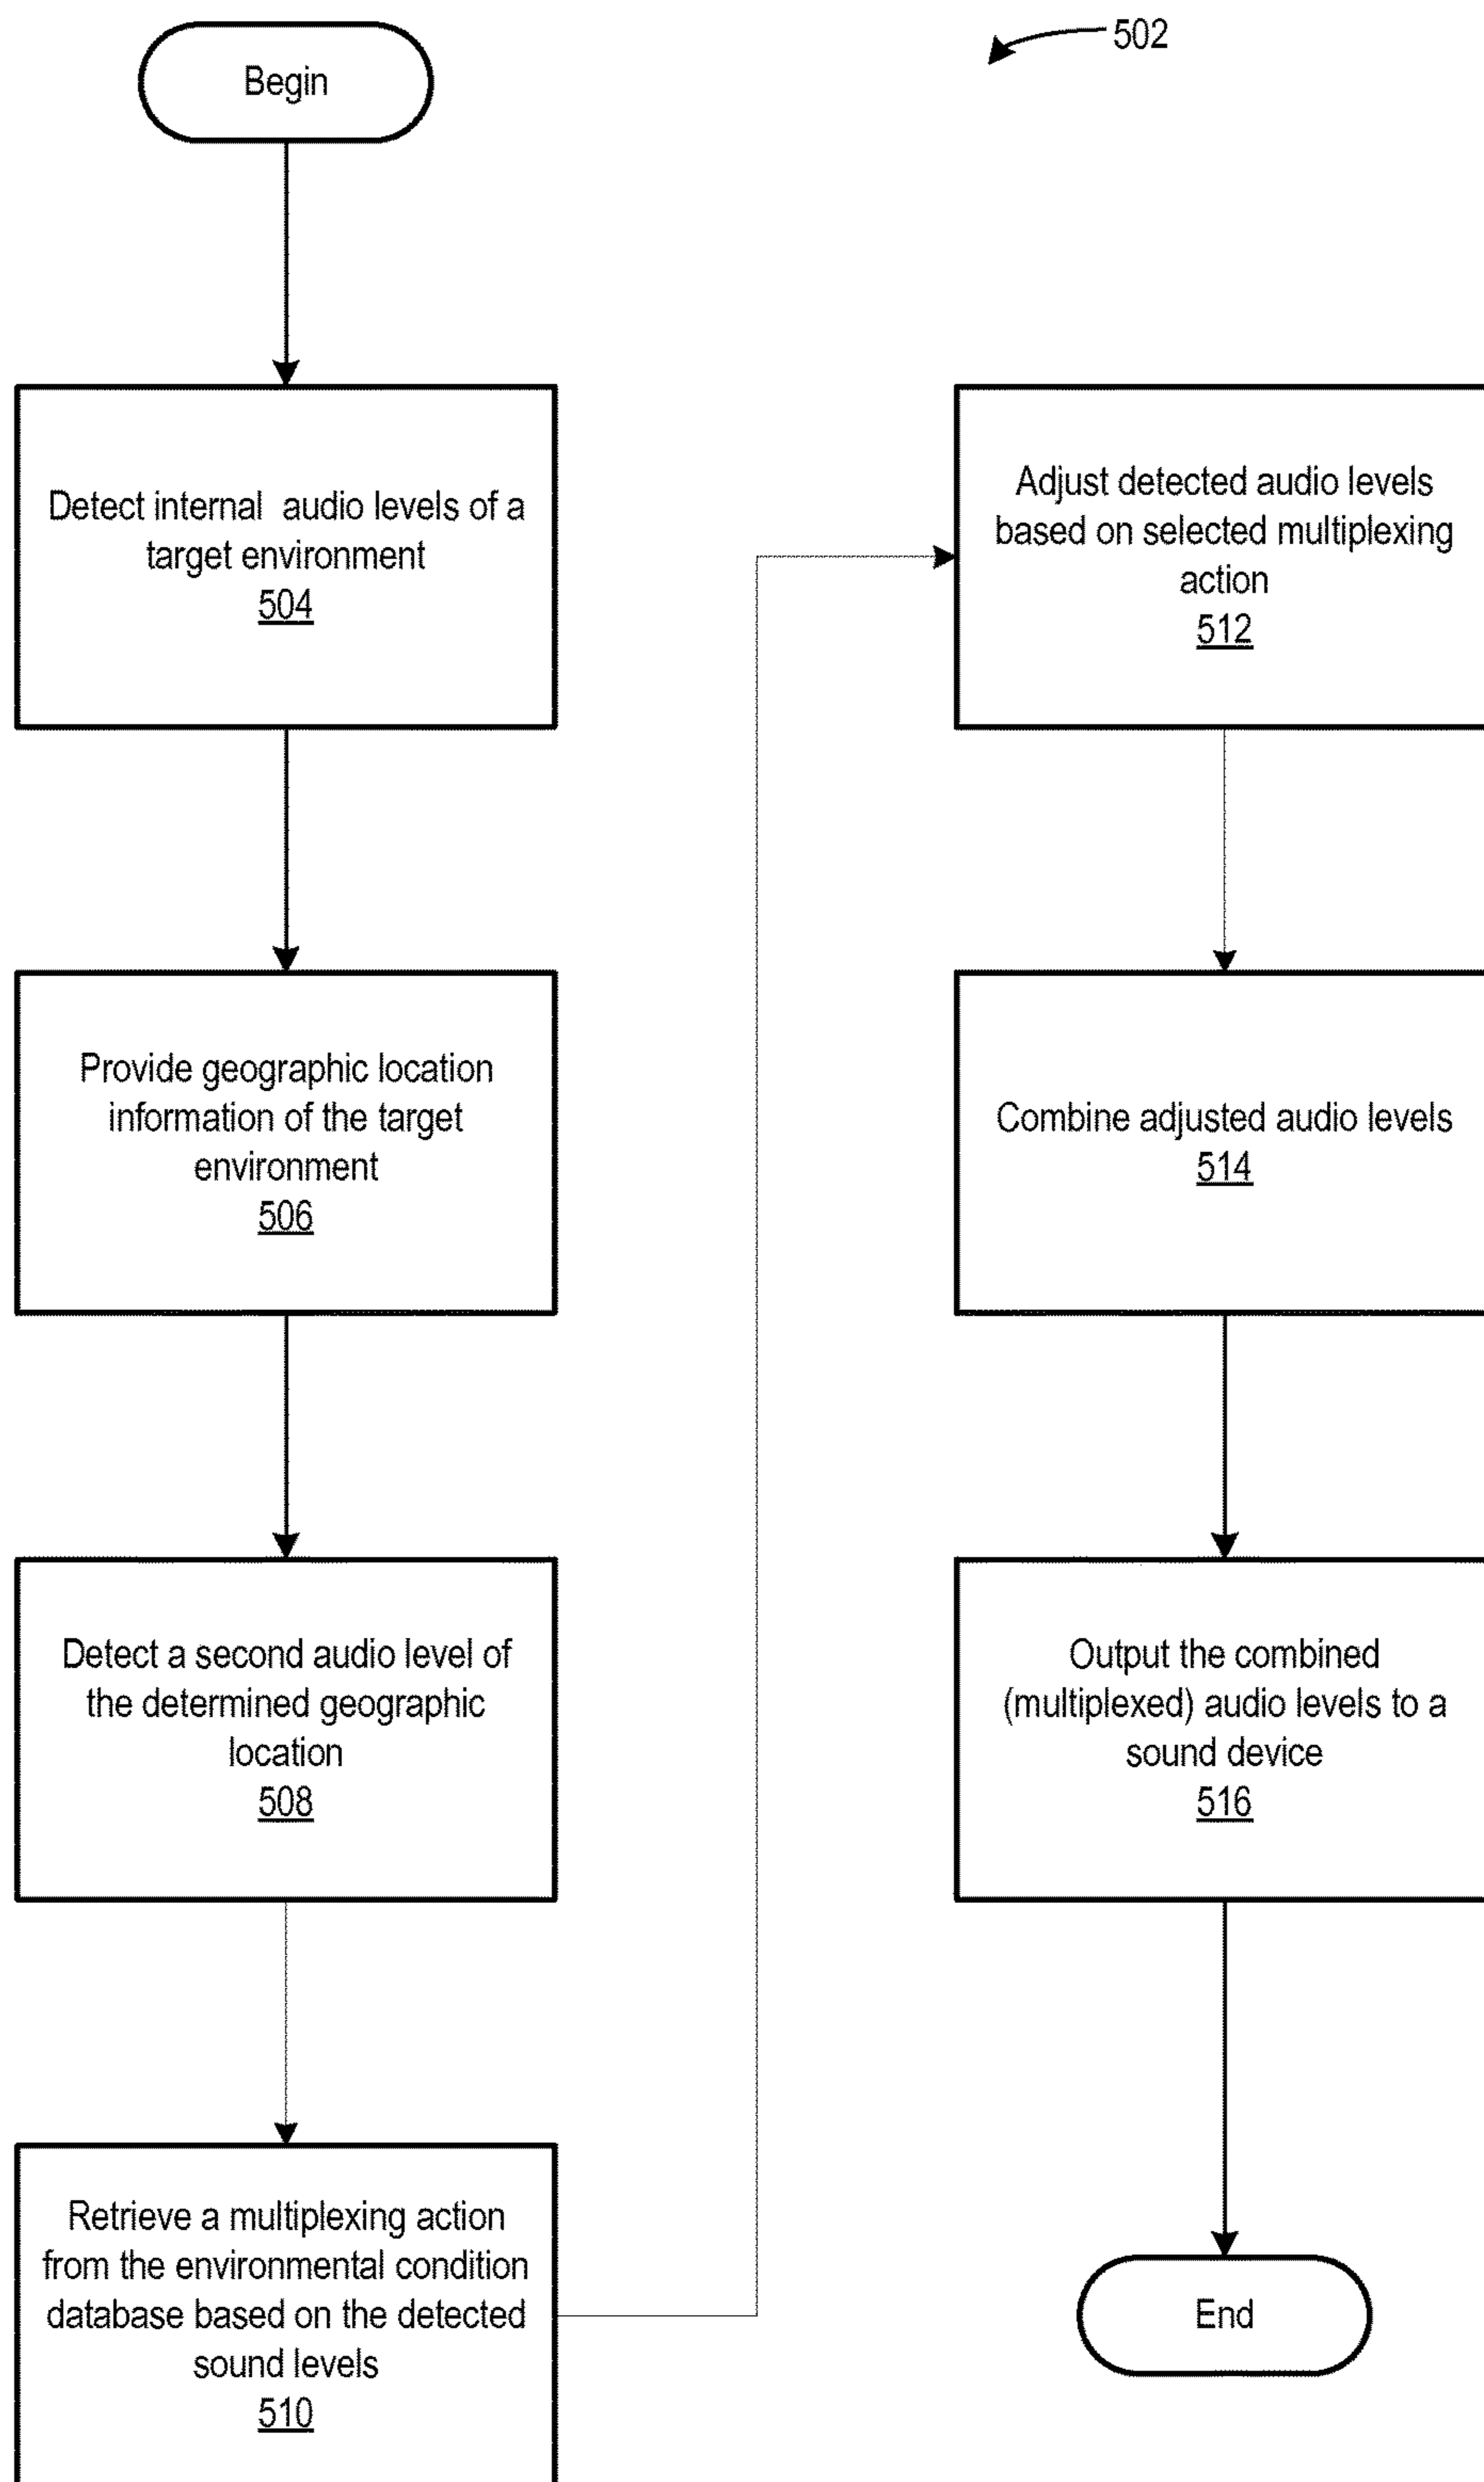 502
Begin
Detect internal audio levels of a
target environment
504
Provide geographic location
information of the target
environment
506
Detect a second audio level of
the determined geographic
location
508
Retrieve a multiplexing action
from the environmental condition
database based on the detected
sound levels
510
Adjust detected audio levels
based on selected multiplexing
action
512
Combine adjusted audio levels
514
Output the combined
(multiplexed) audio levels to a
sound device
516
End